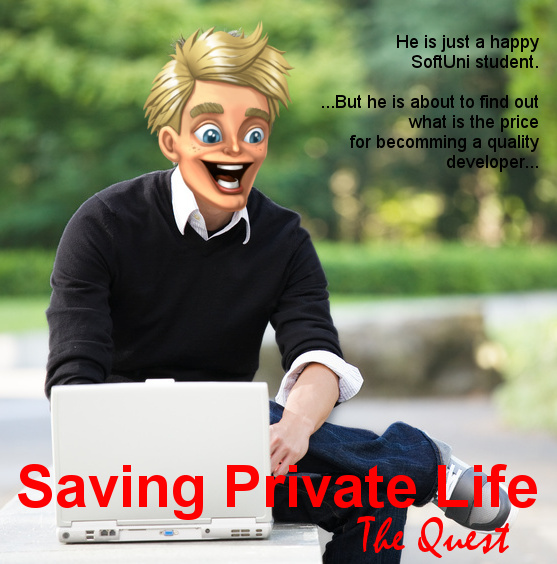 He is just a happy
SoftUni student.
...But he is about to find out
what is the price
for becomming a quality
developer...
Saving Private Life
The Quest